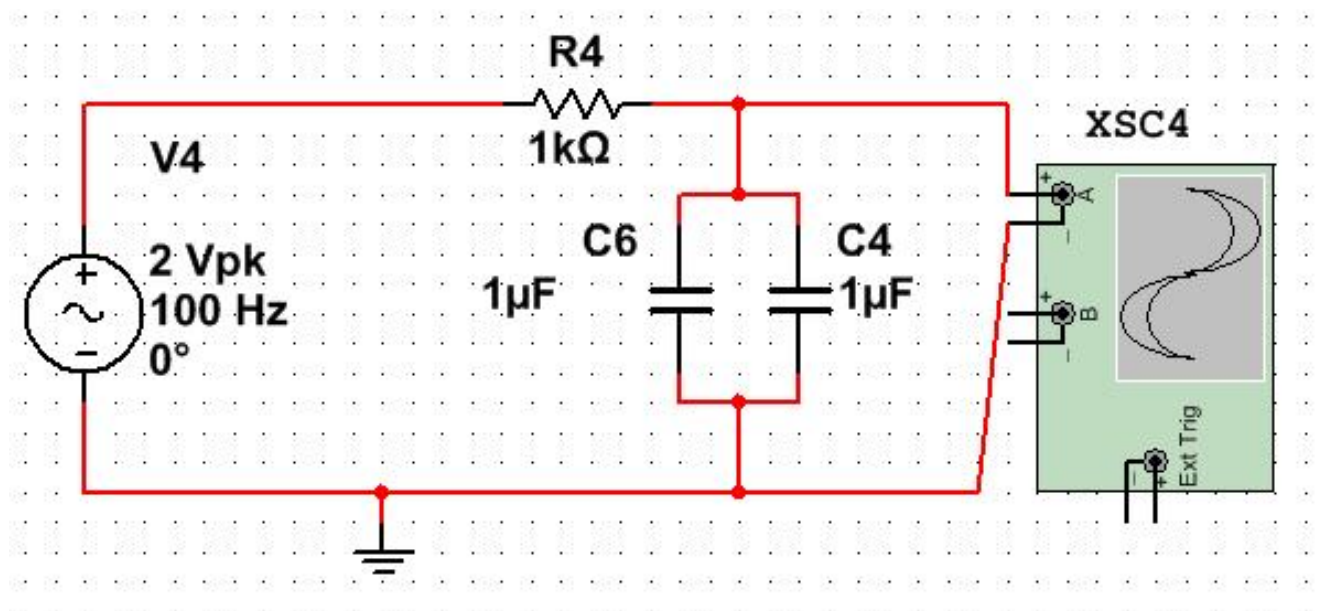 R4
1kΩ
XSC4
V4
2 Vpk
100 Hz
0°
C6
1µF
C4
1µF
+
A
−
+
B
−
Ext Trig
−
+
+
−